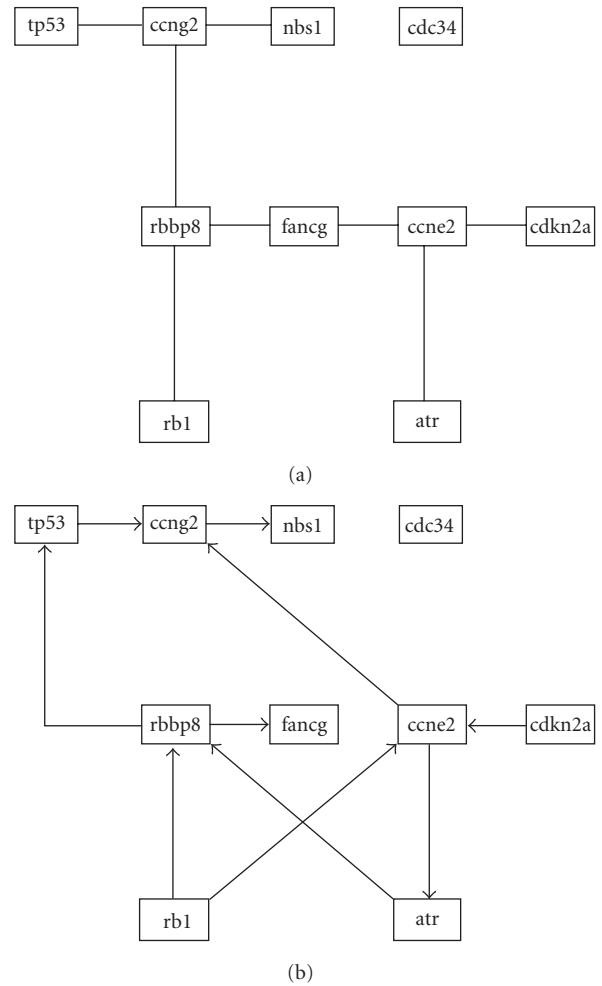 tp53 ccng2 nbs1 cdc34
rbbp8 fancg ccne2 cdkn2a
rb1 atr
(a)
tp53 ccng2 nbs1 cdc34
rbbp8 fancg ccne2 cdkn2a
rb1 atr
(b)